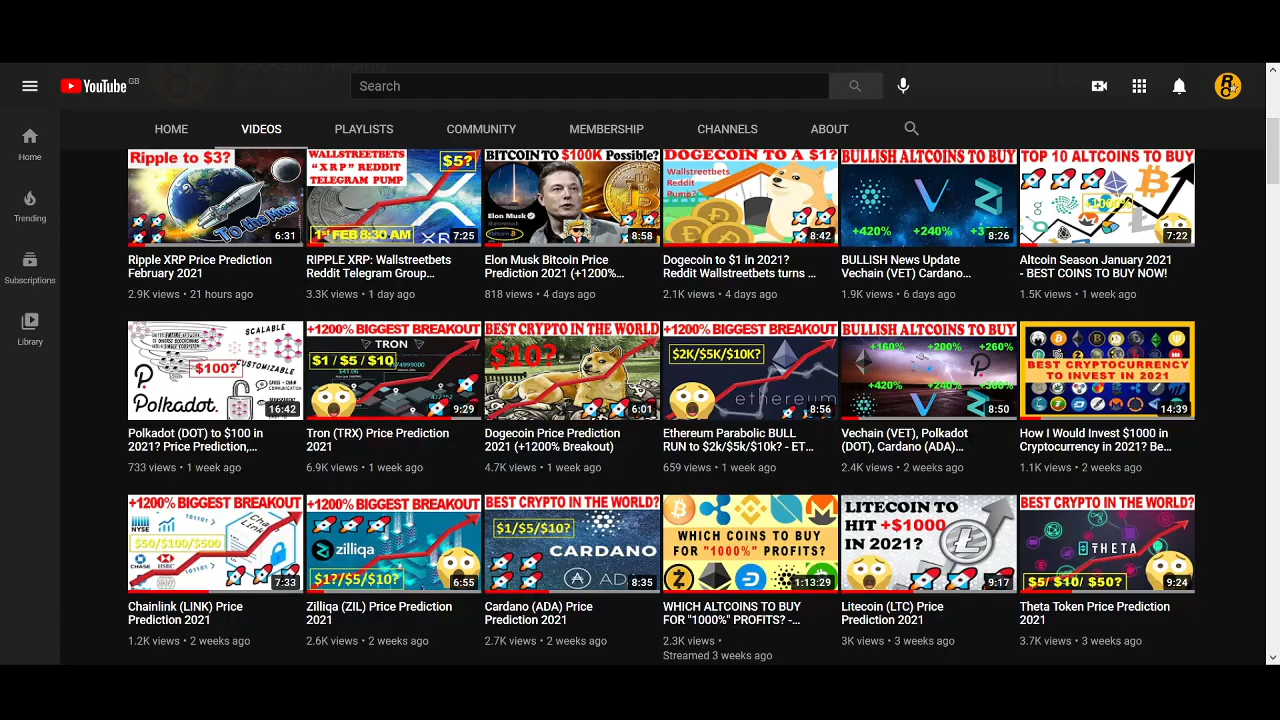 YouTube GB
Search
HOME
VIDEOS
PLAYLISTS
COMMUNITY
MEMBERSHIP
CHANNELS
ABOUT
Home
Trending
Subscriptions
Library
Ripple to $3?
To the Moon
6:31
Ripple XRP Price Prediction
February 2021
2.9K views • 21 hours ago
WALLSTREETBETS
"XRP" REDDIT
TELEGRAM PUMP
$5?
1ST FEB 8:30 AM
7:25
RIPPLE XRP: Wallstreetbets
Reddit Telegram Group...
3.3K views • 1 day ago
BITCOIN TO $100K Possible?
Elon Musk
@elonmusk
#bitcoin
8:58
Elon Musk Bitcoin Price
Prediction 2021 (+1200%...
818 views • 4 days ago
DOGECOIN TO A $1?
Wallstreetbets
Reddit
Pump?
8:42
Dogecoin to $1 in 2021?
Reddit Wallstreetbets turns ...
2.1K views • 4 days ago
BULLISH ALTCOINS TO BUY
+420%
+240%
8:26
BULLISH News Update
Vechain (VET) Cardano...
1.9K views • 6 days ago
TOP 10 ALTCOINS TO BUY
+1000%
7:22
Altcoin Season January 2021
- BEST COINS TO BUY NOW!
1.5K views • 1 week ago
SCALABLE
CUSTOMIZABLE
$100?
CROSS-CHAIN
COMMUNICATION
Polkadot.
16:42
Polkadot (DOT) to $100 in
2021? Price Prediction,...
733 views • 1 week ago
+1200% BIGGEST BREAKOUT
TRON
$1 / $5 / $10
9:29
Tron (TRX) Price Prediction
2021
6.9K views • 1 week ago
BEST CRYPTO IN THE WORLD
$10?
6:01
Dogecoin Price Prediction
2021 (+1200% Breakout)
4.7K views • 1 week ago
+1200% BIGGEST BREAKOUT
$2K/$5K/$10K?
ethereum
8:56
Ethereum Parabolic BULL
RUN to $2k/$5k/$10k? - ET...
659 views • 1 week ago
BULLISH ALTCOINS TO BUY
+160%
+200%
+260%
+420%
+240%
+300%
8:50
Vechain (VET), Polkadot
(DOT), Cardano (ADA)...
2.4K views • 2 weeks ago
BEST CRYPTOCURRENCY
TO INVEST IN 2021
14:39
How I Would Invest $1000 in
Cryptocurrency in 2021? Be...
1.1K views • 2 weeks ago
+1200% BIGGEST BREAKOUT
NYSE
101101 >
$50/$100/$500
CHASE
HSBC
7:33
Chainlink (LINK) Price
Prediction 2021
1.2K views • 2 weeks ago
+1200% BIGGEST BREAKOUT
zilliqa
$1?/$5/$10?
6:55
Zilliqa (ZIL) Price Prediction
2021
2.6K views • 2 weeks ago
BEST CRYPTO IN THE WORLD?
$1/$5/$10?
CARDANO
8:35
Cardano (ADA) Price
Prediction 2021
2.7K views • 2 weeks ago
WHICH COINS TO BUY
FOR "1000%" PROFITS?
1:13:29
WHICH ALTCOINS TO BUY
FOR "1000%" PROFITS? -...
2.3K views •
Streamed 3 weeks ago
LITECOIN TO
HIT +$1000
IN 2021?
9:17
Litecoin (LTC) Price
Prediction 2021
3K views • 3 weeks ago
BEST CRYPTO IN THE WORLD?
THETA
$5/ $10/ $50?
9:24
Theta Token Price Prediction
2021
3.7K views • 3 weeks ago